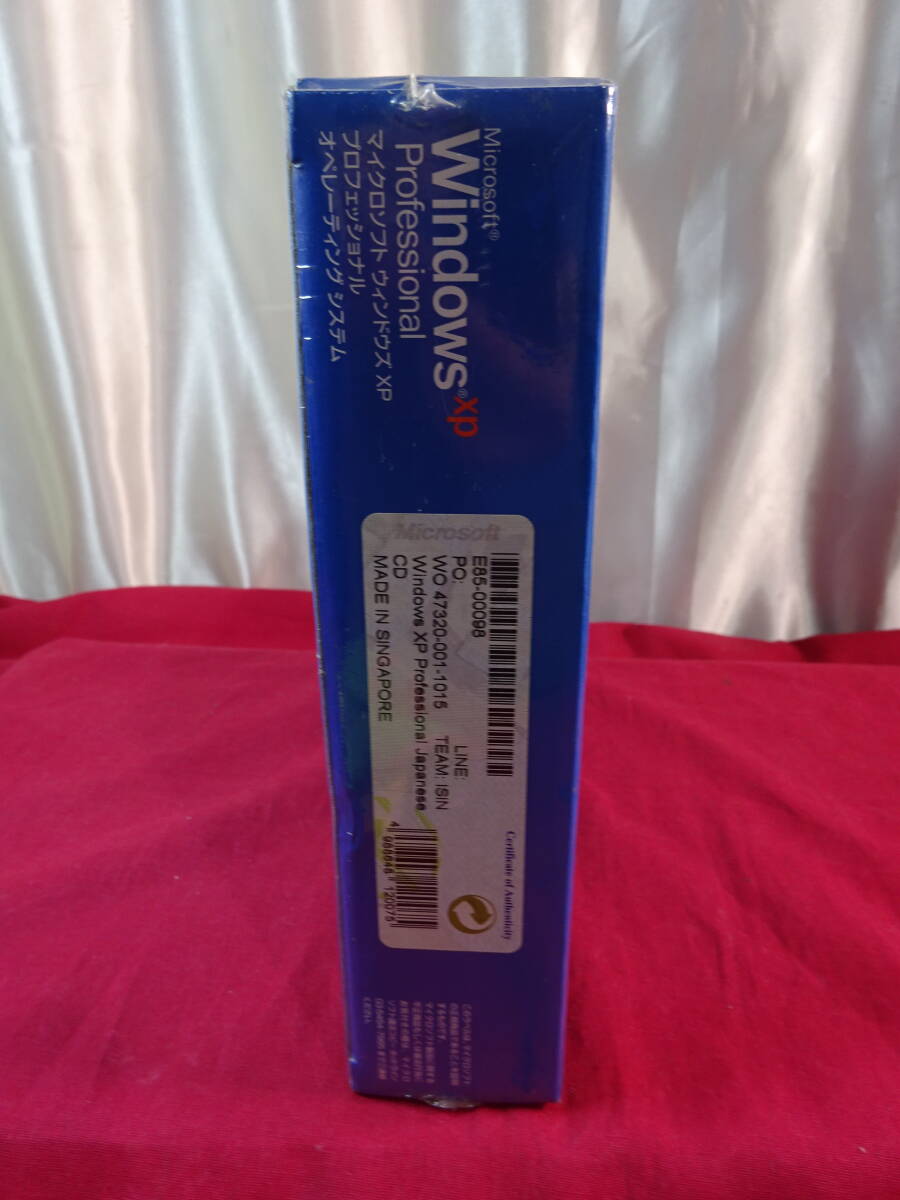 Microsoft®
Windows®xp
Professional
マイクロソフト ウィンドウズ XP
プロフェッショナル
オペレーティング システム
Microsoft
E85-00098
PO: LINE:
WO 47320-001-1015 TEAM: ISIN
Windows XP Professional Japanese
CD
MADE IN SINGAPORE
4 988648 120075
Certificate of Authenticity